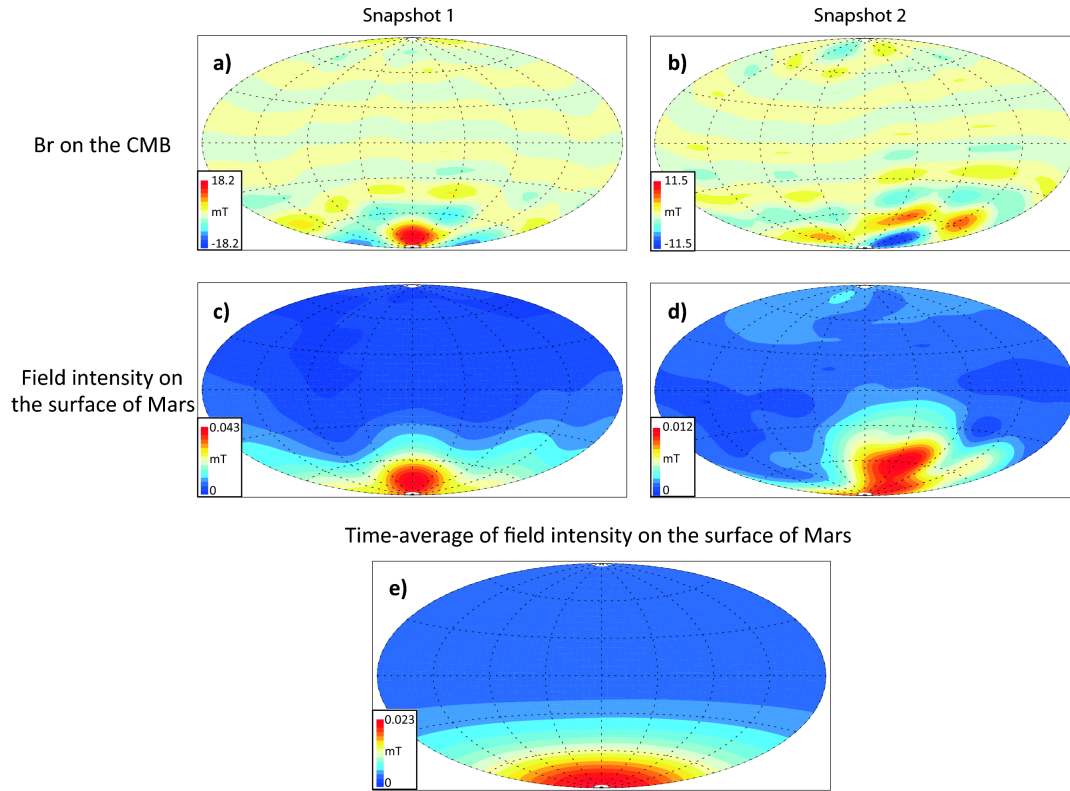 Snapshot 1
Snapshot 2
a)
b)
Br on the CMB
18.2
mT
-18.2
11.5
mT
-11.5
c)
d)
Field intensity on
the surface of Mars
0.043
mT
0
0.012
mT
0
Time-average of field intensity on the surface of Mars
e)
0.023
mT
0